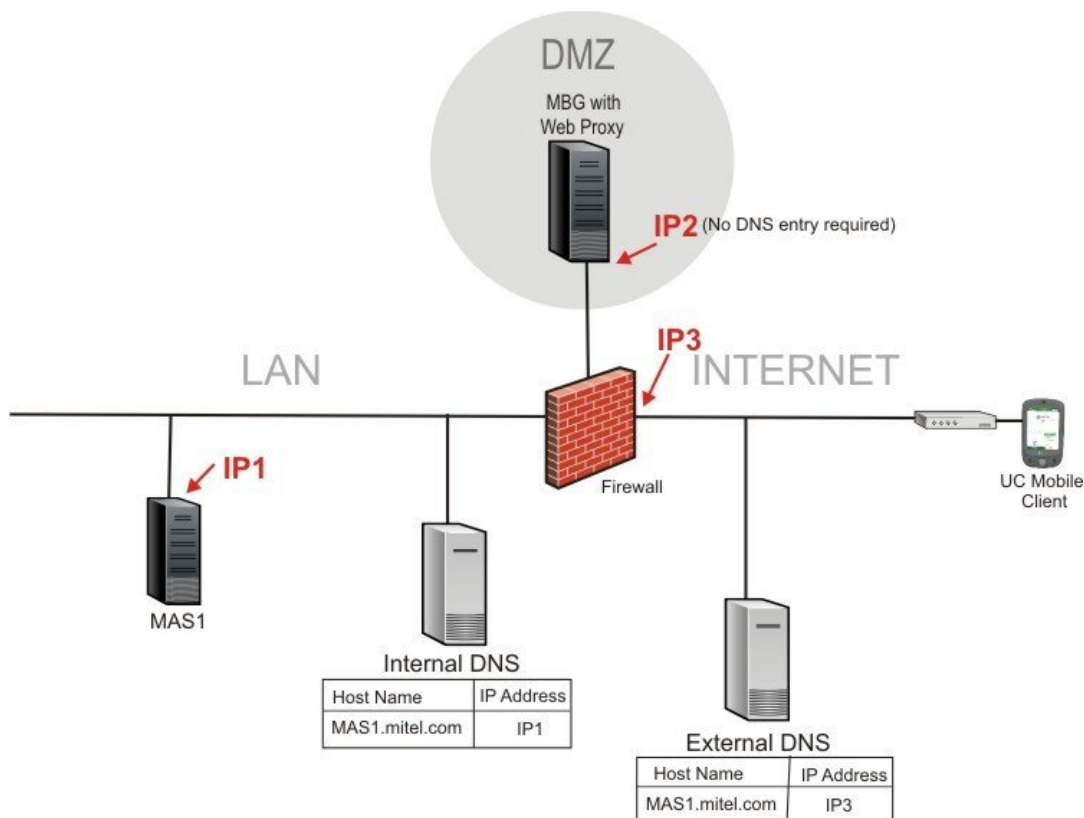 DMZ
MBG with
Web Proxy
IP2 (No DNS entry required)
IP3
LAN
INTERNET
IP1
Firewall
UC Mobile
Client
MAS1
Internal DNS
Host Name IP Address
MAS1.mitel.com IP1
External DNS
Host Name IP Address
MAS1.mitel.com IP3